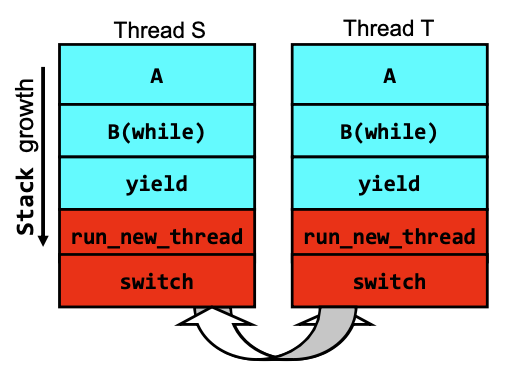 Thread S
Thread T
Stack growth
A
B(while)
yield
run_new_thread
switch
A
B(while)
yield
run_new_thread
switch